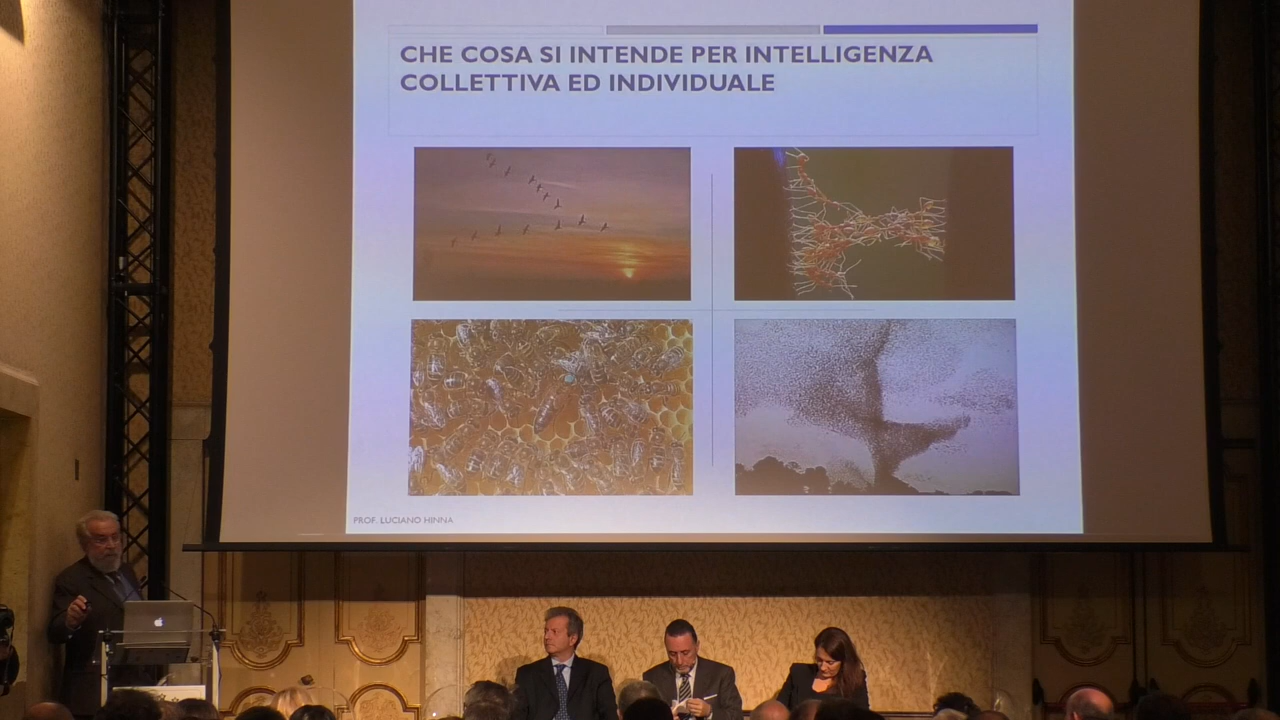 CHE COSA SI INTENDE PER INTELLIGENZA
COLLETTIVA ED INDIVIDUALE
PROF. LUCIANO HINNA